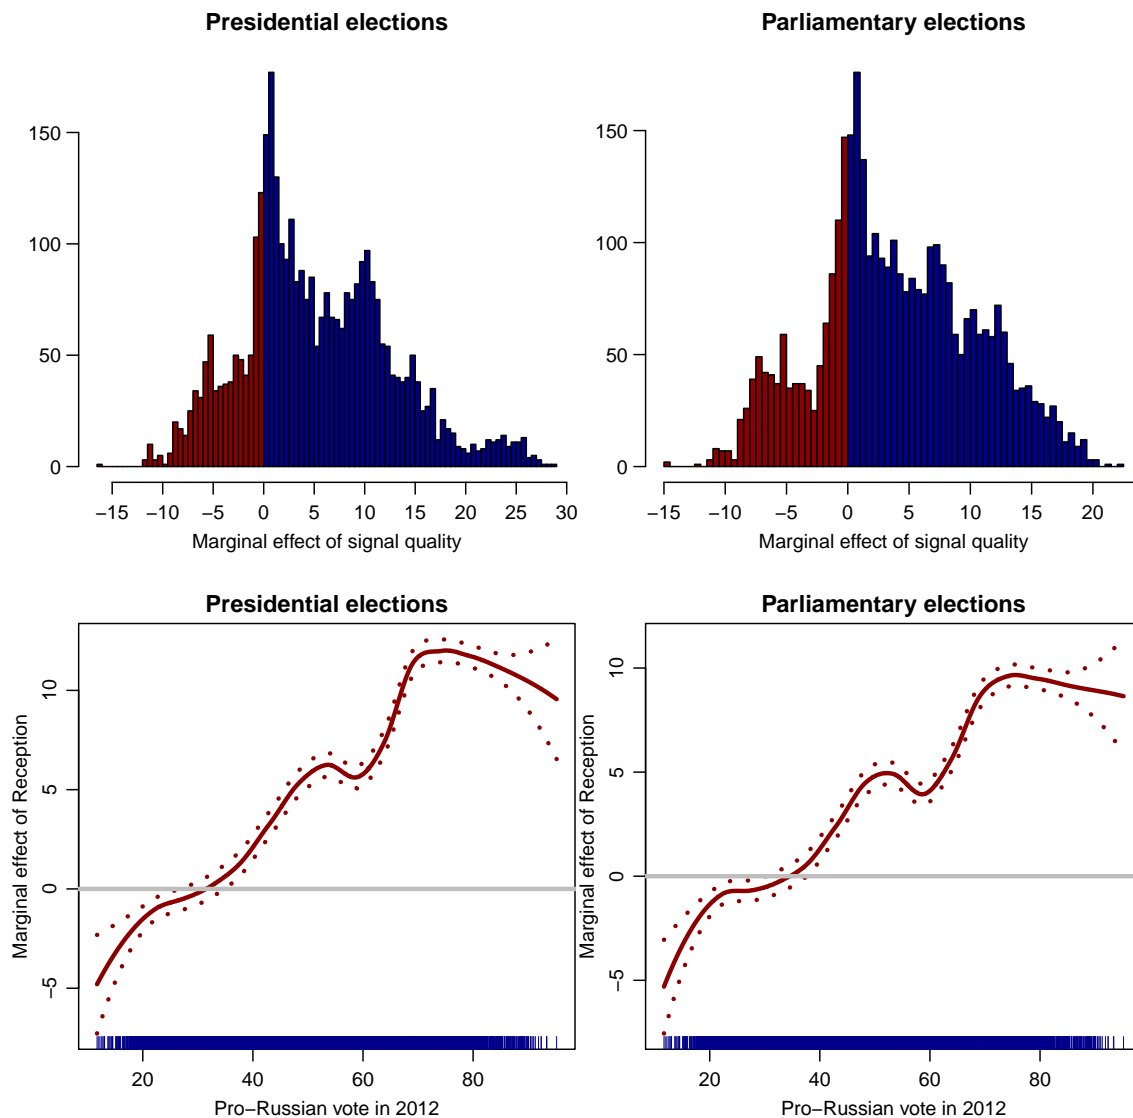 Presidential elections
Parliamentary elections
150
100
50
0
−15 −10 −5 0 5 10 15 20 25 30
Marginal effect of signal quality
150
100
50
0
−15 −10 −5 0 5 10 15 20
Marginal effect of signal quality
Presidential elections
Parliamentary elections
Marginal effect of Reception
10
5
0
−5
20 40 60 80
Pro−Russian vote in 2012
Marginal effect of Reception
10
5
0
−5
20 40 60 80
Pro−Russian vote in 2012